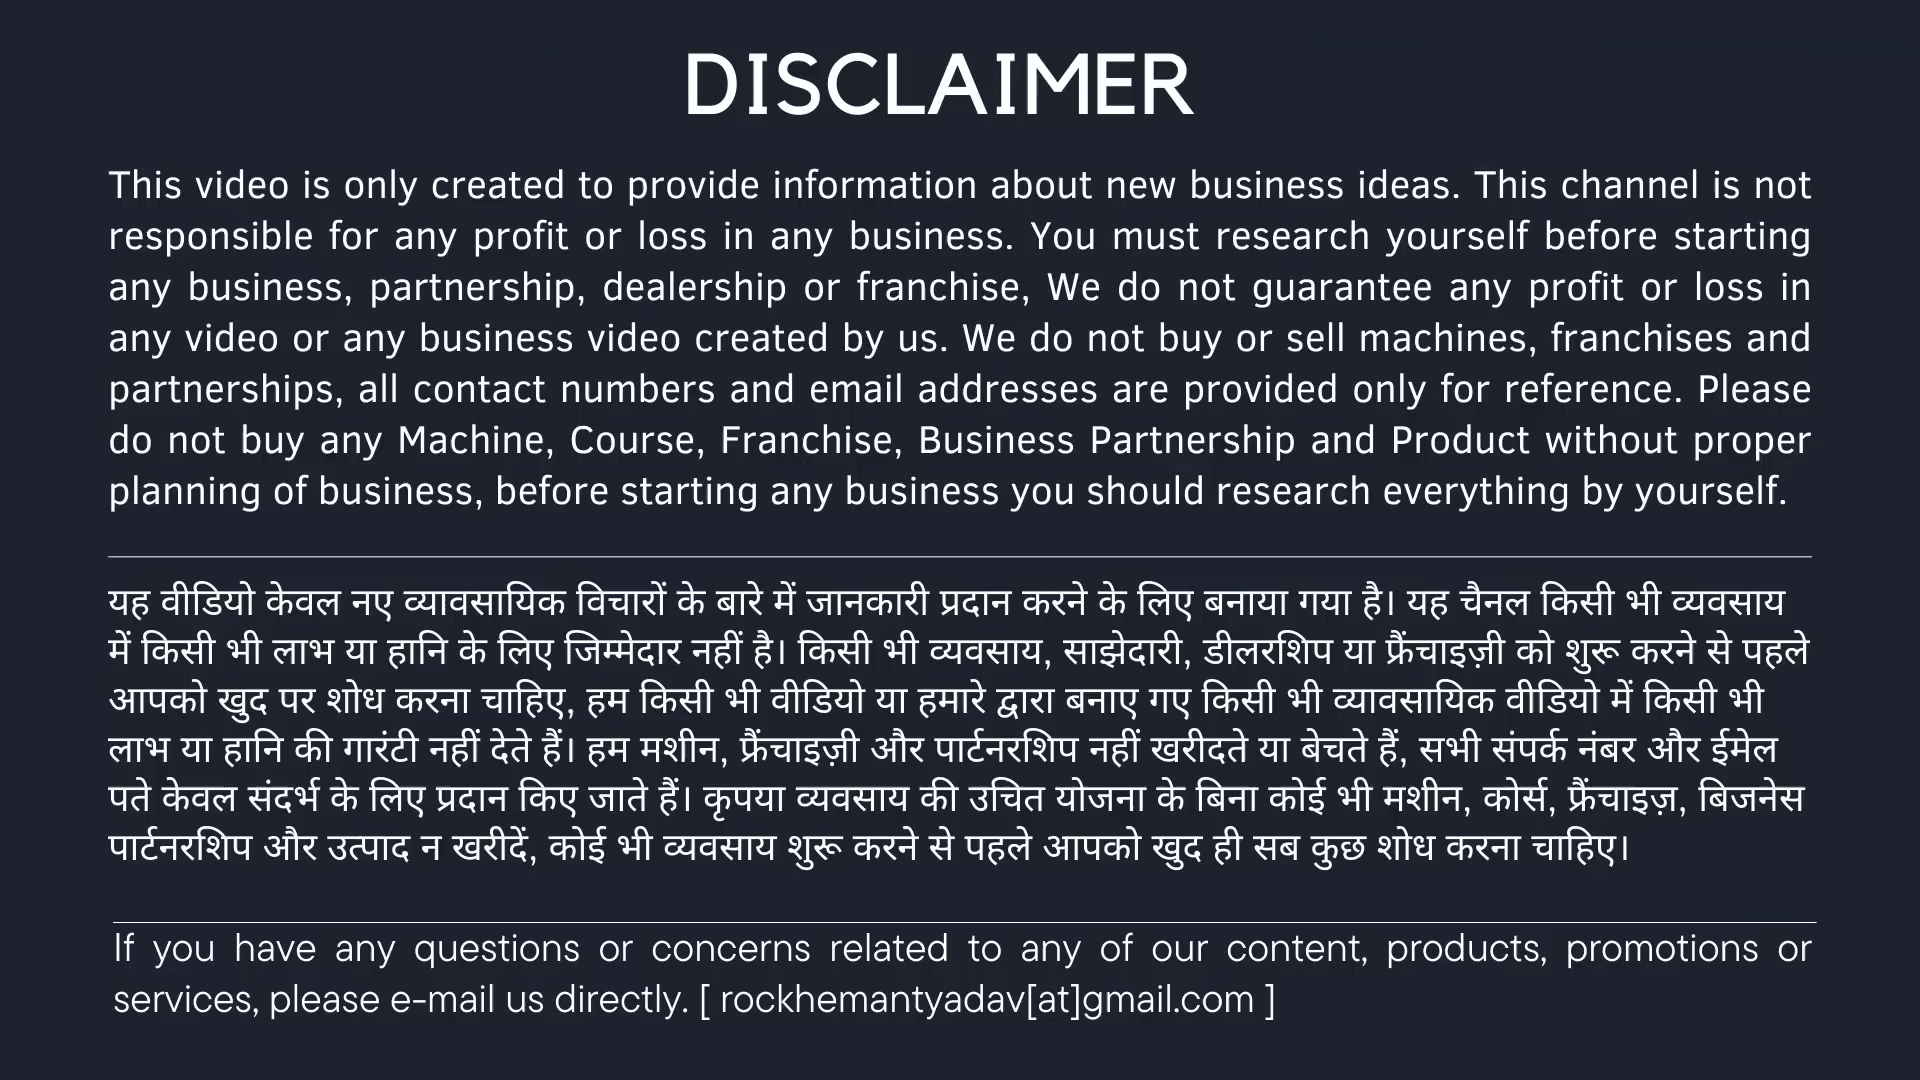 DISCLAIMER
This video is only created to provide information about new business ideas. This channel is not
responsible for any profit or loss in any business. You must research yourself before starting
any business, partnership, dealership or franchise, We do not guarantee any profit or loss in
any video or any business video created by us. We do not buy or sell machines, franchises and
partnerships, all contact numbers and email addresses are provided only for reference. Please
do not buy any Machine, Course, Franchise, Business Partnership and Product without proper
planning of business, before starting any business you should research everything by yourself.
यह वीडियो केवल नए व्यावसायिक विचारों के बारे में जानकारी प्रदान करने के लिए बनाया गया है। यह चैनल किसी भी व्यवसाय
में किसी भी लाभ या हानि के लिए जिम्मेदार नहीं है। किसी भी व्यवसाय, साझेदारी, डीलरशिप या फ्रैंचाइज़ी को शुरू करने से पहले
आपको खुद पर शोध करना चाहिए, हम किसी भी वीडियो या हमारे द्वारा बनाए गए किसी भी व्यावसायिक वीडियो में किसी भी
लाभ या हानि की गारंटी नहीं देते हैं। हम मशीन, फ्रैंचाइज़ी और पार्टनरशिप नहीं खरीदते या बेचते हैं, सभी संपर्क नंबर और ईमेल
पते केवल संदर्भ के लिए प्रदान किए जाते हैं। कृपया व्यवसाय की उचित योजना के बिना कोई भी मशीन, कोर्स, फ्रैंचाइज़, बिजनेस
पार्टनरशिप और उत्पाद न खरीदें, कोई भी व्यवसाय शुरू करने से पहले आपको खुद ही सब कुछ शोध करना चाहिए।
If you have any questions or concerns related to any of our content, products, promotions or
services, please e-mail us directly. [ rockhemantyadav[at]gmail.com ]